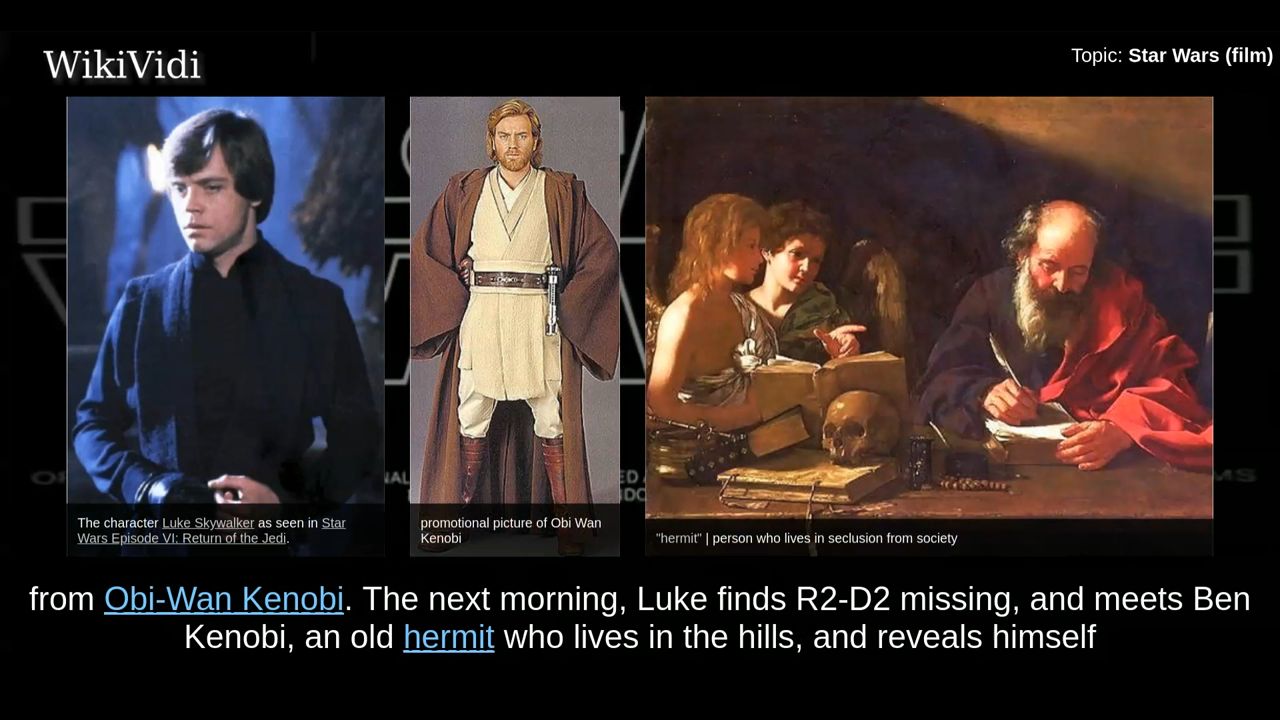 WikiVidi
Topic: Star Wars (film)
The character Luke Skywalker as seen in Star
Wars Episode VI: Return of the Jedi.
promotional picture of Obi Wan
Kenobi
"hermit" | person who lives in seclusion from society
from Obi-Wan Kenobi. The next morning, Luke finds R2-D2 missing, and meets Ben
Kenobi, an old hermit who lives in the hills, and reveals himself